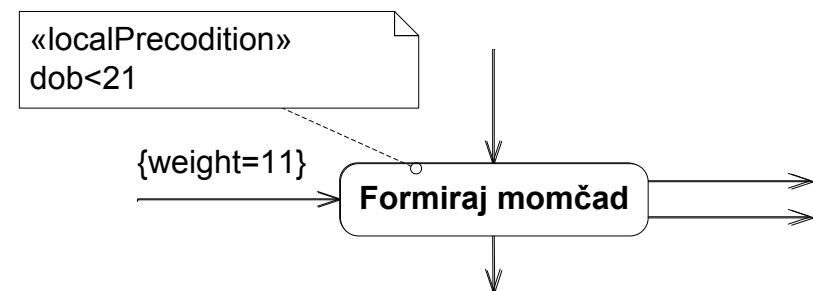 «localPrecodition»
dob<21
{weight=11}
Formiraj momčad